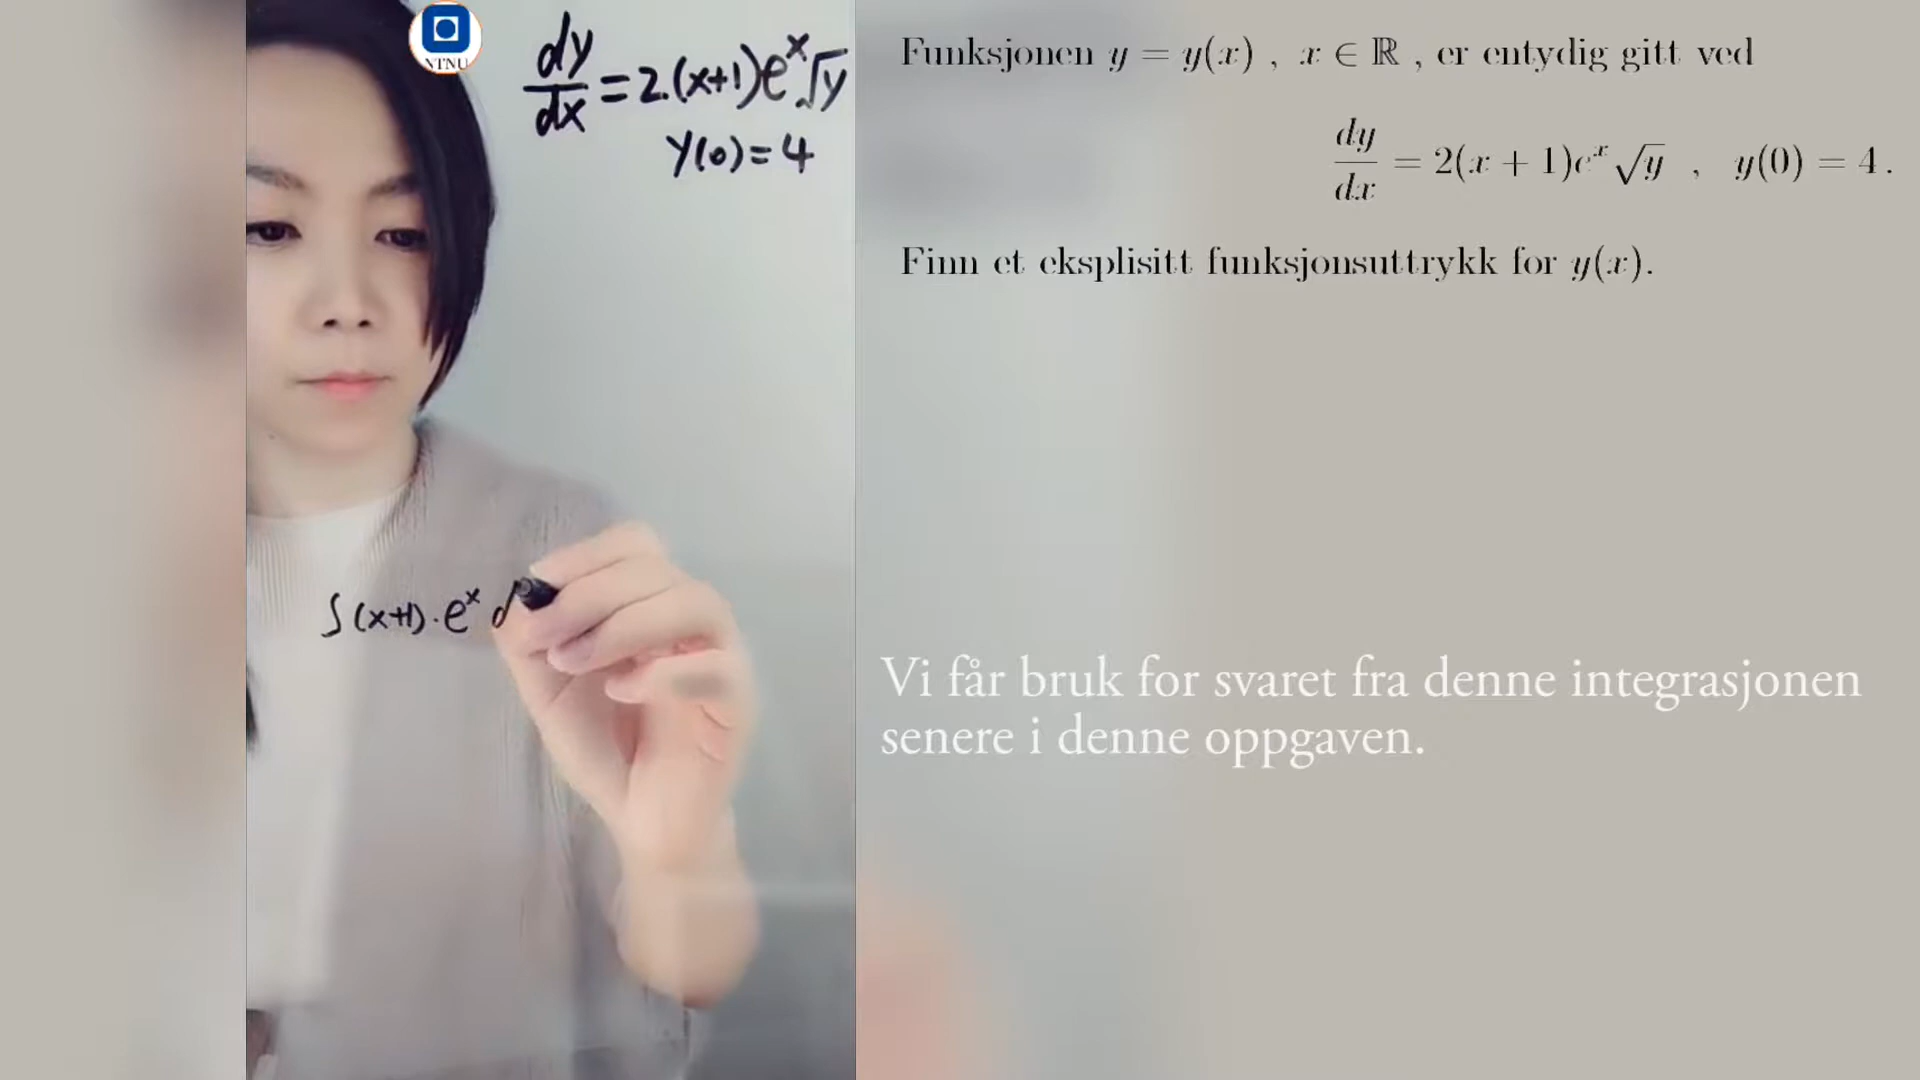 NTNU
dy/dx = 2·(x+1)e^x √y
y(0) = 4
∫(x+1)·e^x d
Funksjonen y = y(x) , x ∈ ℝ , er entydig gitt ved
dy/dx = 2(x + 1)e^x √y , y(0) = 4 .
Finn et eksplisitt funksjonsuttrykk for y(x).
Vi får bruk for svaret fra denne integrasjonen
senere i denne oppgaven.